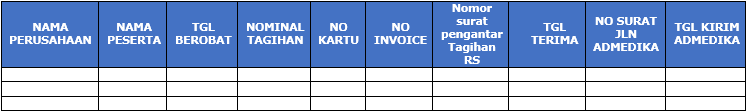 NAMA PERUSAHAAN
NAMA PESERTA
TGL BEROBAT
NOMINAL TAGIHAN
NO KARTU
NO INVOICE
Nomor surat pengantar Tagihan RS
TGL TERIMA
NO SURAT JLN ADMEDIKA
TGL KIRIM ADMEDIKA